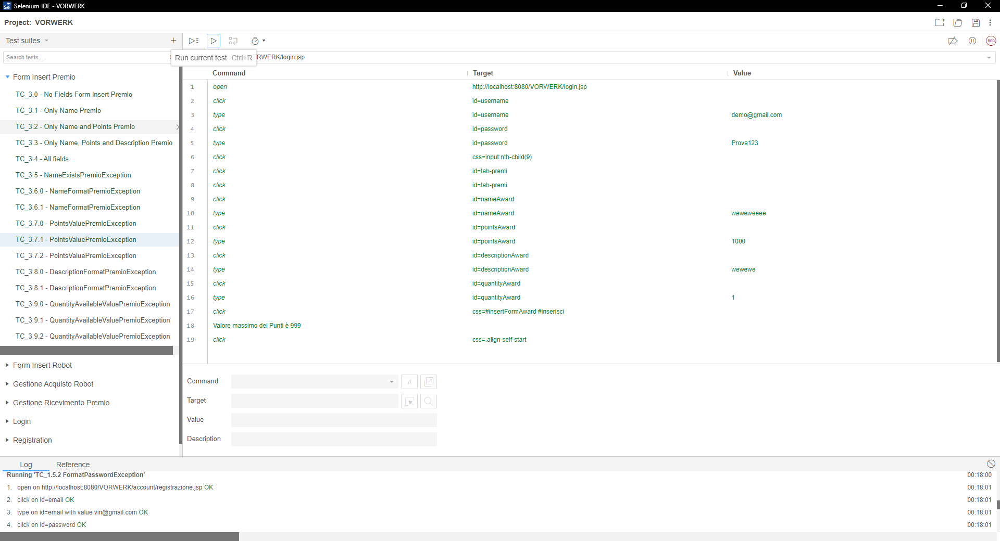 Se Selenium IDE - VORWERK
Project: VORWERK
Test suites
Search tests...
Run current test Ctrl+R
RWERK/login.jsp
REC
Command Target Value
Form Insert Premio
TC_3.0 - No Fields Form Insert Premio
TC_3.1 - Only Name Premio
TC_3.2 - Only Name and Points Premio
TC_3.3 - Only Name, Points and Description Premio
TC_3.4 - All fields
TC_3.5 - NameExistsPremioException
TC_3.6.0 - NameFormatPremioException
TC_3.6.1 - NameFormatPremioException
TC_3.7.0 - PointsValuePremioException
TC_3.7.1 - PointsValuePremioException
TC_3.7.2 - PointsValuePremioException
TC_3.8.0 - DescriptionFormatPremioException
TC_3.8.1 - DescriptionFormatPremioException
TC_3.9.0 - QuantityAvailableValuePremioException
TC_3.9.1 - QuantityAvailableValuePremioException
TC_3.9.2 - QuantityAvailableValuePremioException
Form Insert Robot
Gestione Acquisto Robot
Gestione Ricevimento Premio
Login
Registration
1 open http://localhost:8080/VORWERK/login.jsp
2 click id=username
3 type id=username demo@gmail.com
4 click id=password
5 type id=password Prova123
6 click css=input:nth-child(9)
7 click id=tab-premi
8 click id=tab-premi
9 click id=nameAward
10 type id=nameAward weweweeee
11 click id=pointsAward
12 type id=pointsAward 1000
13 click id=descriptionAward
14 type id=descriptionAward wewewe
15 click id=quantityAward
16 type id=quantityAward 1
17 click css=#insertFormAward #inserisci
18 Valore massimo dei Punti è 999
19 click css=.align-self-start
Command //
Target
Value
Description
Log Reference
Running 'TC_1.5.2 FormatPasswordException' 00:18:00
1. open on http://localhost:8080/VORWERK/account/registrazione.jsp OK 00:18:01
2. click on id=email OK 00:18:01
3. type on id=email with value vin@gmail.com OK 00:18:01
4. click on id=password OK 00:18:01